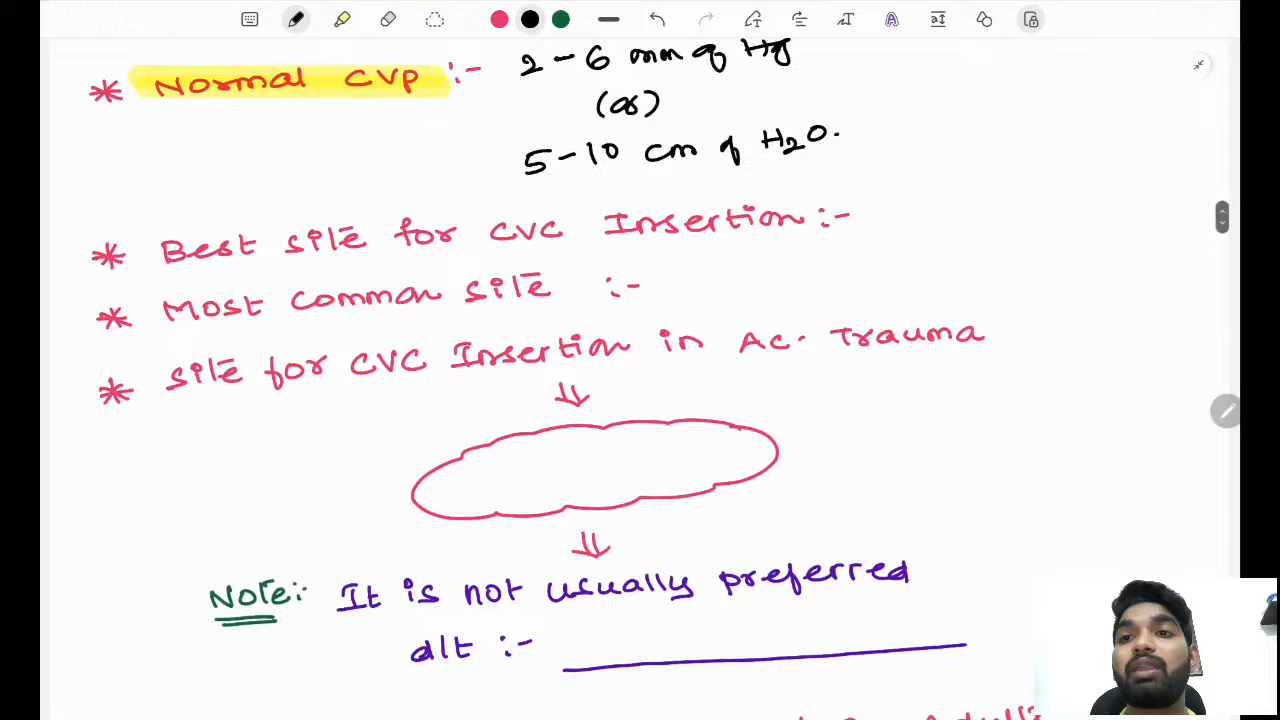 * Normal CVP :- 2-6 mm of Hg
(or)
5-10 cm of H2O.
* Best site for CVC Insertion :-
* Most common site :-
* site for CVC Insertion in Ac. Trauma
Note: It is not usually preferred
dlt :-